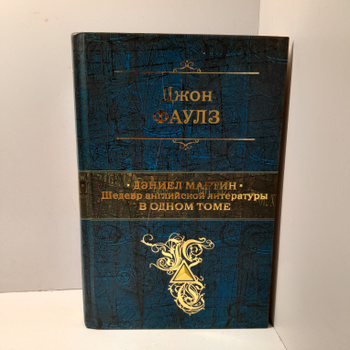 Джон
ФАУЛЗ
• ДЭНИЕЛ МАРТИН •
Шедевр английской литературы
В ОДНОМ ТОМЕ